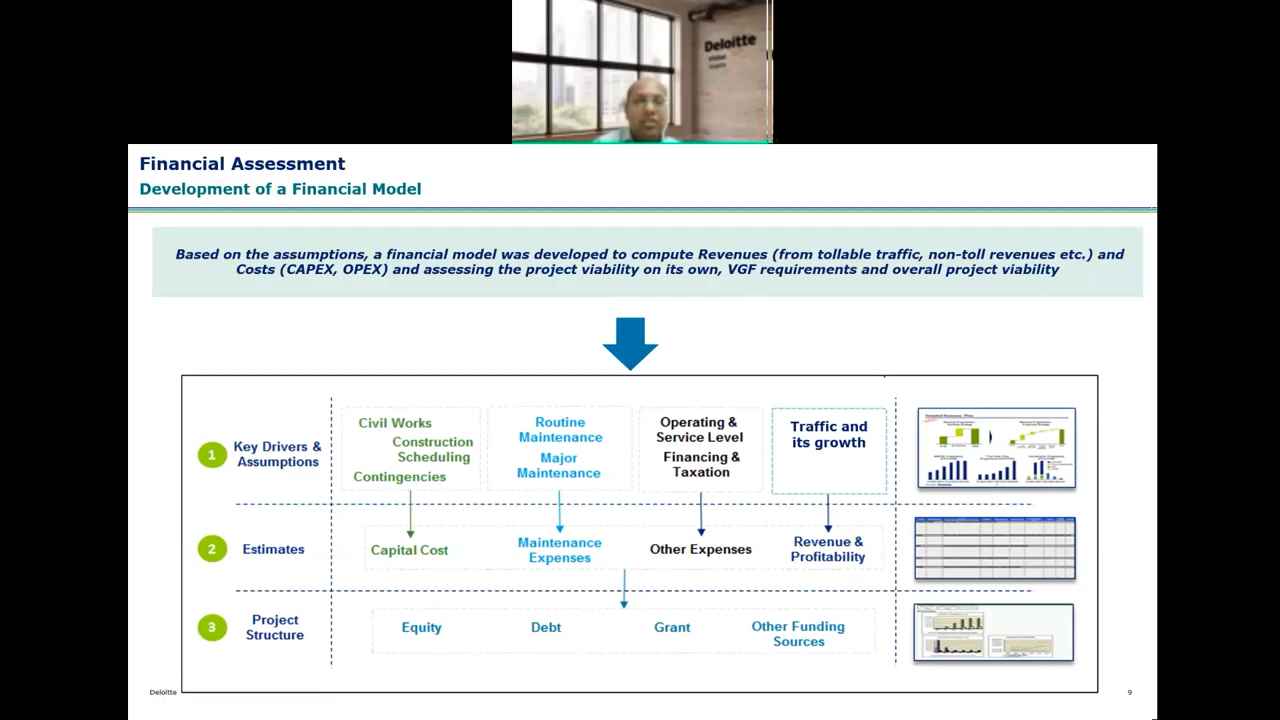 Deloitte
Financial Assessment
Development of a Financial Model
Based on the assumptions, a financial model was developed to compute Revenues (from tollable traffic, non-toll revenues etc.) and
Costs (CAPEX, OPEX) and assessing the project viability on its own, VGF requirements and overall project viability
1
Key Drivers &
Assumptions
Civil Works
Construction
Scheduling
Contingencies
Routine
Maintenance
Major
Maintenance
Operating &
Service Level
Financing &
Taxation
Traffic and
its growth
2
Estimates
Capital Cost
Maintenance
Expenses
Other Expenses
Revenue &
Profitability
3
Project
Structure
Equity
Debt
Grant
Other Funding
Sources
Deloitte
9